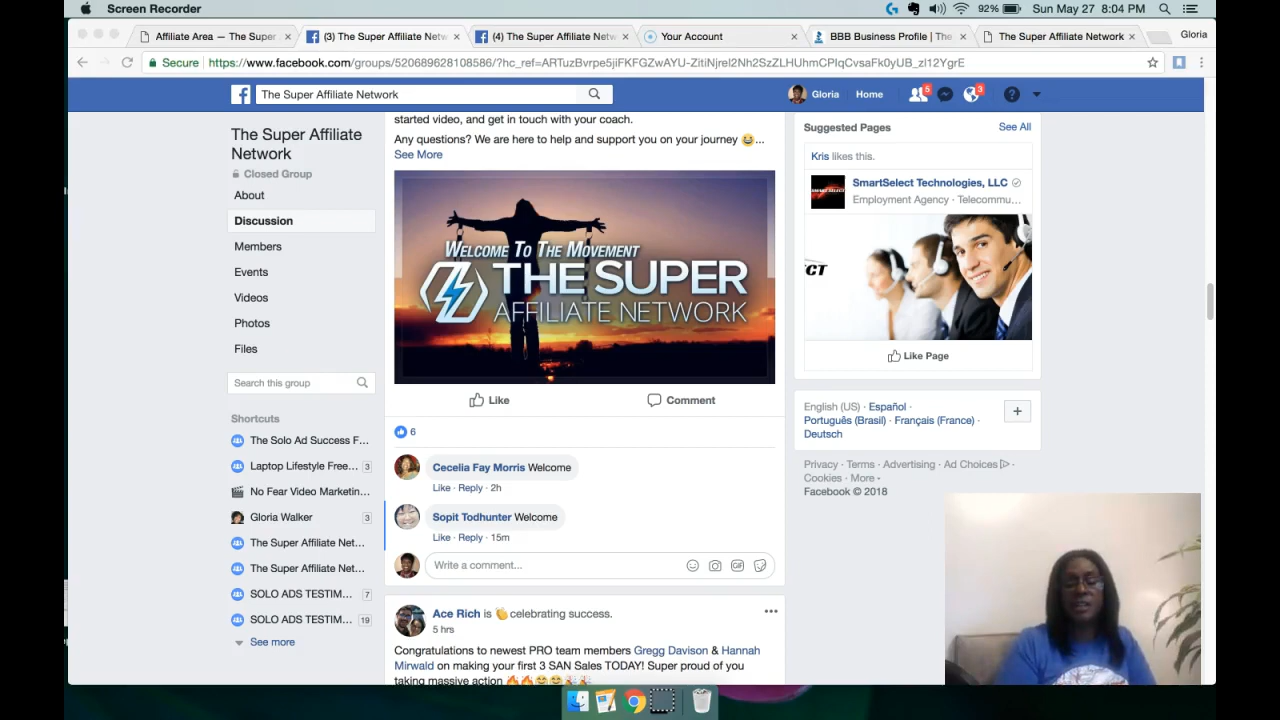 Screen Recorder
92%
Sun May 27 8:04 PM
Affiliate Area — The Super
(3) The Super Affiliate Netw
(4) The Super Affiliate Netw
Your Account
BBB Business Profile | The
The Super Affiliate Network
Gloria
Secure
The Super Affiliate Network
Gloria
Home
5
3
The Super Affiliate
Network
Closed Group
About
Discussion
Members
Events
Videos
Photos
Files
Search this group
Shortcuts
The Solo Ad Success F...
Laptop Lifestyle Free... 3
No Fear Video Marketin...
Gloria Walker 3
The Super Affiliate Net...
The Super Affiliate Net...
SOLO ADS TESTIM... 7
SOLO ADS TESTIM... 19
See more
started video, and get in touch with your coach.
Any questions? We are here to help and support you on your journey 😀...
See More
WELCOME TO THE MOVEMENT
THE SUPER
AFFILIATE NETWORK
Like
Comment
6
Cecelia Fay Morris Welcome
Like · Reply · 2h
Sopit Todhunter Welcome
Like · Reply · 15m
Write a comment...
GIF
Ace Rich is 👏 celebrating success.
5 hrs
Congratulations to newest PRO team members Gregg Davison & Hannah
Mirwald on making your first 3 SAN Sales TODAY! Super proud of you
taking massive action
Suggested Pages
See All
Kris likes this.
SmartSelect Technologies, LLC
Employment Agency · Telecommu...
Like Page
English (US) · Español ·
Português (Brasil) · Français (France) ·
Deutsch
Privacy · Terms · Advertising · Ad Choices ·
Cookies · More
Facebook © 2018